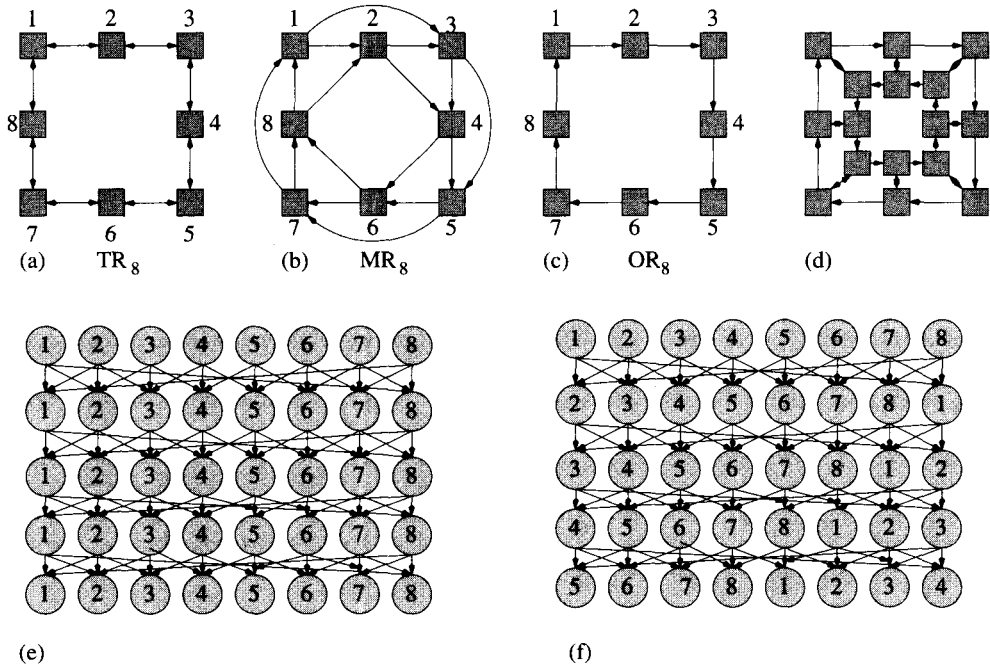 1 2 3
8 4
7 6 5
(a) TR8
1 2 3
8 4
7 6 5
(b) MR8
1 2 3
8 4
7 6 5
(c) OR8
(d)
1 2 3 4 5 6 7 8
1 2 3 4 5 6 7 8
1 2 3 4 5 6 7 8
1 2 3 4 5 6 7 8
1 2 3 4 5 6 7 8
(e)
1 2 3 4 5 6 7 8
2 3 4 5 6 7 8 1
3 4 5 6 7 8 1 2
4 5 6 7 8 1 2 3
5 6 7 8 1 2 3 4
(f)